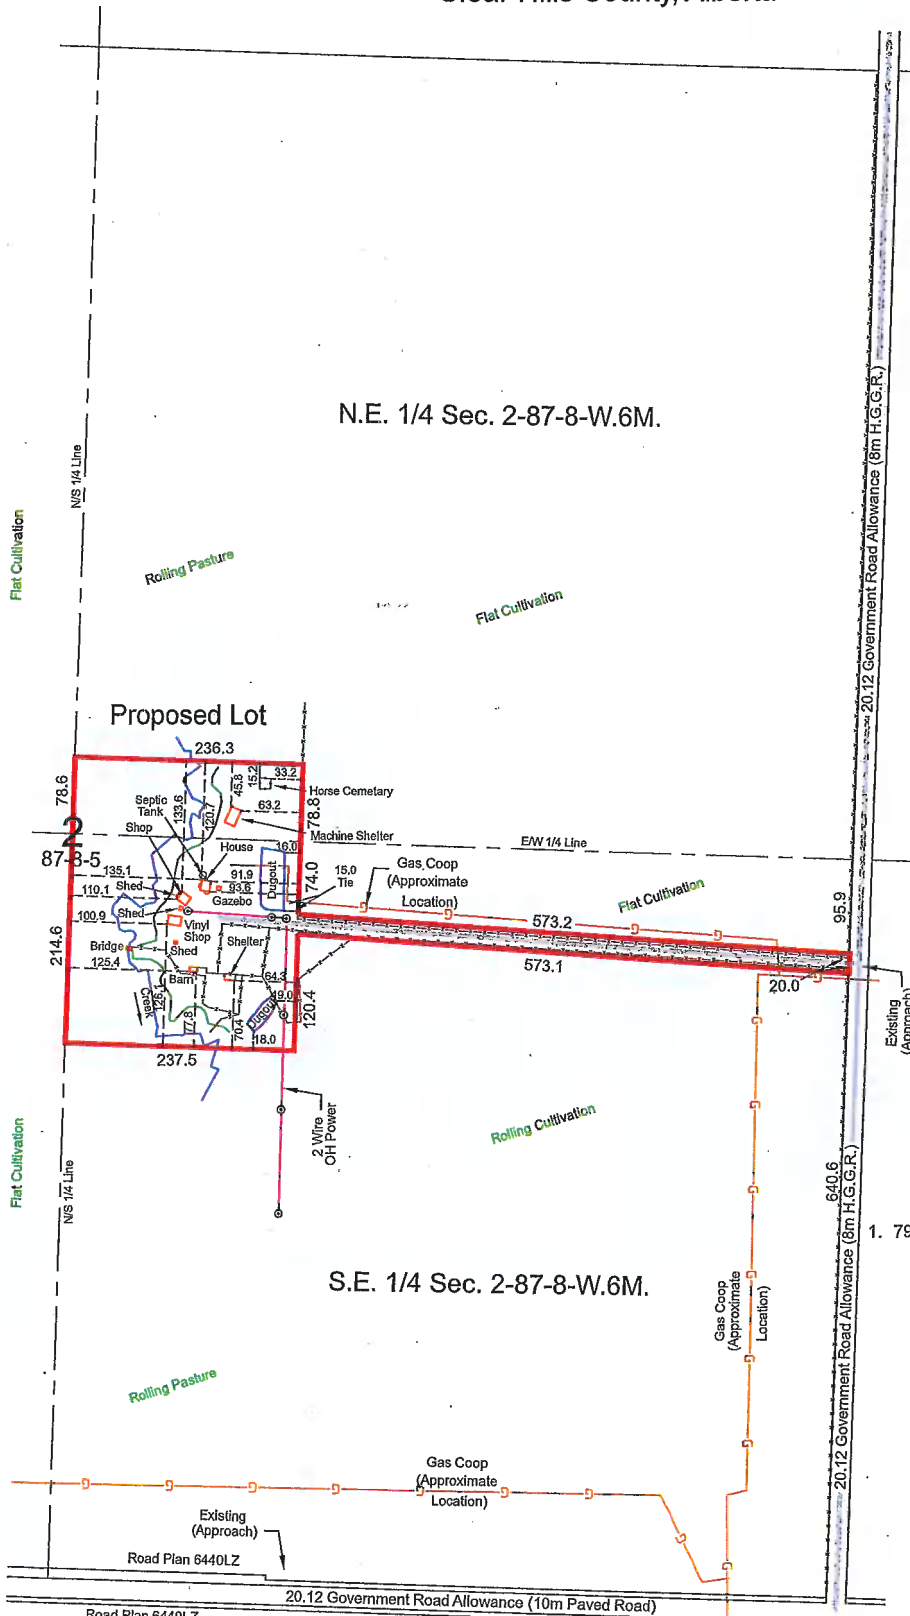 N.E. 1/4 Sec. 2-87-8-W.6M.
N/S 1/4 Line
Flat Cultivation
Rolling Pasture
Flat Cultivation
20.12 Government Road Allowance (8m H.G.G.R.)
Proposed Lot
236.3
78.6
2
87-8-5
Septic
Tank
Shop
133.6
120.7
45.8
15.2
33.2
Horse Cemetary
63.2
78.8
Machine Shelter
House
16.0
E/W 1/4 Line
135.1
91.9
93.6
Gazebo
Dugout
74.0
15.0
Tie
Gas Coop
(Approximate
Location)
Flat Cultivation
95.9
110.1
Shed
Shed
100.9
Vinyl
Shop
Shed
Shelter
573.2
573.1
20.0
Existing
214.6
Bridge
125.4
Barn
64.3
49.0
120.4
Creek
77.8
70.4
Dugout
18.0
237.5
2 Wire
OH Power
Rolling Cultivation
Flat Cultivation
N/S 1/4 Line
640.6
20.12 Government Road Allowance (8m H.G.G.R.)
1. 79
S.E. 1/4 Sec. 2-87-8-W.6M.
Gas Coop
(Approximate
Location)
Rolling Pasture
Gas Coop
(Approximate
Location)
Existing
(Approach)
Road Plan 6440LZ
20.12 Government Road Allowance (10m Paved Road)
Road Plan 6440LZ